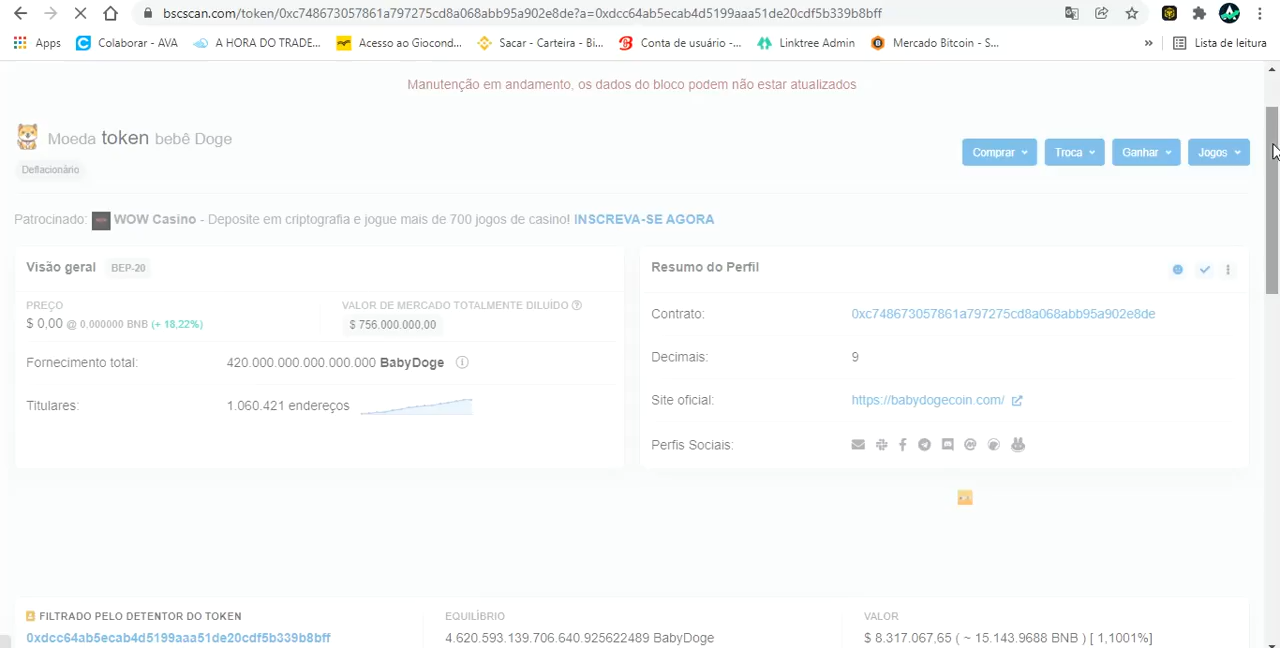 bscscan.com/token/0xc748673057861a797275cd8a068abb95a902e8de?a=0xdcc64ab5ecab4d5199aaa51de20cdf5b339b8bff
Apps Colaborar - AVA A HORA DO TRADE... Acesso ao Giocond... Sacar - Carteira - Bi... Conta de usuário -... Linktree Admin Mercado Bitcoin - S... » Lista de leitura
Manutenção em andamento, os dados do bloco podem não estar atualizados
Moeda token bebê Doge
Comprar Troca Ganhar Jogos
Deflacionário
Patrocinado: WOW Casino - Deposite em criptografia e jogue mais de 700 jogos de casino! INSCREVA-SE AGORA
Visão geral BEP-20
Resumo do Perfil
PREÇO VALOR DE MERCADO TOTALMENTE DILUÍDO
$ 0,00 @ 0,000000 BNB (+ 18,22%) $ 756.000.000,00
Contrato: 0xc748673057861a797275cd8a068abb95a902e8de
Fornecimento total: 420.000.000.000.000.000 BabyDoge
Decimais: 9
Titulares: 1.060.421 endereços
Site oficial: https://babydogecoin.com/
Perfis Sociais:
FILTRADO PELO DETENTOR DO TOKEN EQUILÍBRIO VALOR
0xdcc64ab5ecab4d5199aaa51de20cdf5b339b8bff 4.620.593.139.706.640.925622489 BabyDoge $ 8.317.067,65 ( ~ 15.143.9688 BNB ) [ 1,1001%]